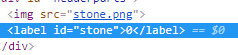 <img src="stone.png">
<label id="stone">0</label> == $0
/div>